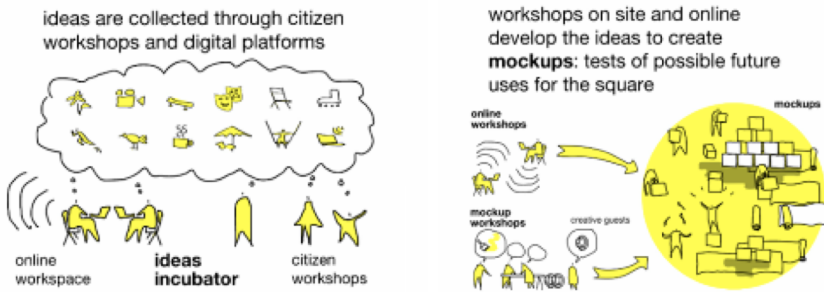 ideas are collected through citizen
workshops and digital platforms
online
workspace
ideas
incubator
citizen
workshops
workshops on site and online
develop the ideas to create
mockups: tests of possible future
uses for the square
mockups
online
workshops
mockup
workshops
creative guests